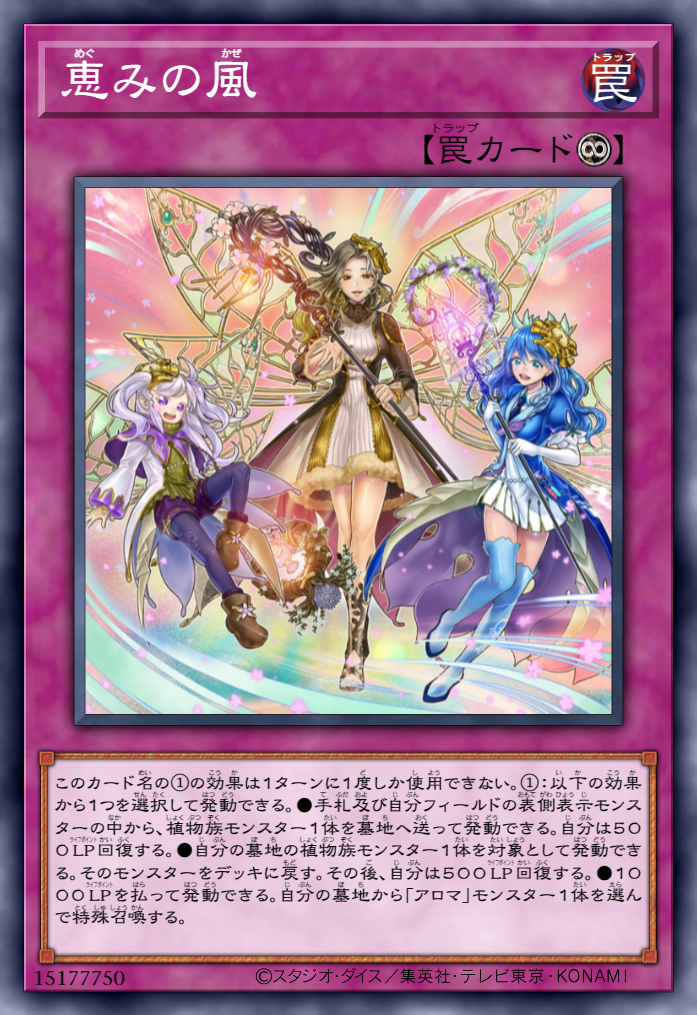 恵みの風
罠
【罠カード】
このカード名の①の効果は1ターンに1度しか使用できない。①:以下の効果
から1つを選択して発動できる。●手札及び自分フィールドの表側表示モンス
ターの中から、植物族モンスター1体を墓地へ送って発動できる。自分は50
0LP回復する。●自分の墓地の植物族モンスター1体を対象として発動でき
る。そのモンスターをデッキに戻す。その後、自分は500LP回復する。●10
00LPを払って発動できる。自分の墓地から「アロマ」モンスター1体を選ん
で特殊召喚する。
15177750 ©スタジオ・ダイス/集英社・テレビ東京・KONAMI